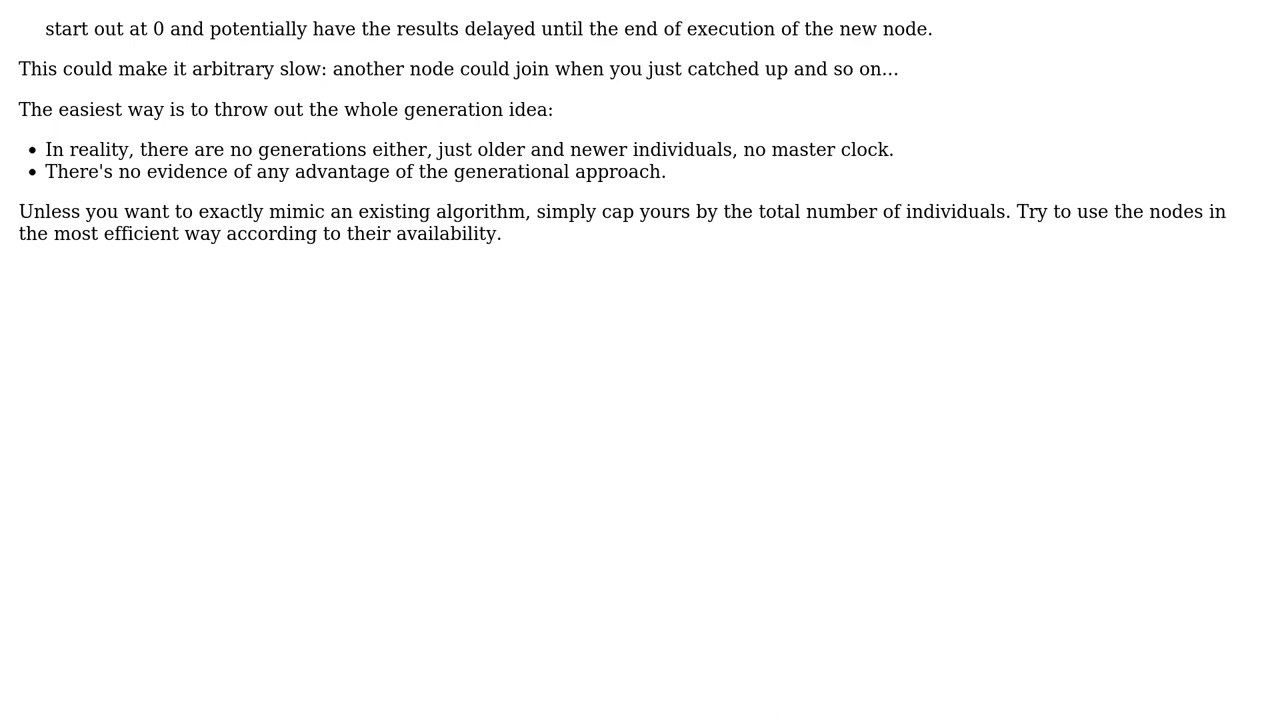 start out at 0 and potentially have the results delayed until the end of execution of the new node.
This could make it arbitrary slow: another node could join when you just catched up and so on...
The easiest way is to throw out the whole generation idea:
• In reality, there are no generations either, just older and newer individuals, no master clock.
• There's no evidence of any advantage of the generational approach.
Unless you want to exactly mimic an existing algorithm, simply cap yours by the total number of individuals. Try to use the nodes in
the most efficient way according to their availability.